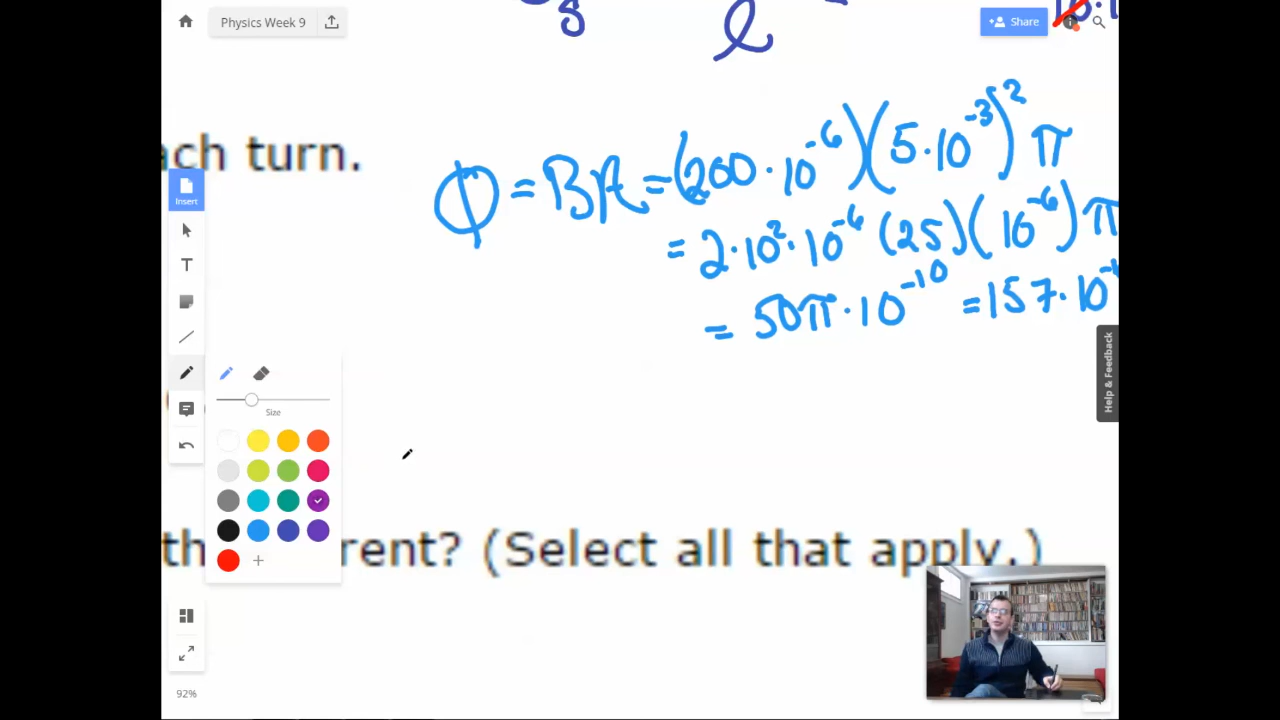 Physics Week 9
Share
g
l
ach turn.
Φ = BA = (200·10⁻⁶)(5·10⁻³)² π
= 2·10²·10⁻⁶ (25)(10⁻⁶) π
= 50π·10⁻¹⁰ = 157·10⁻
Insert
T
Size
Help & Feedback
th rent? (Select all that apply.)
92%